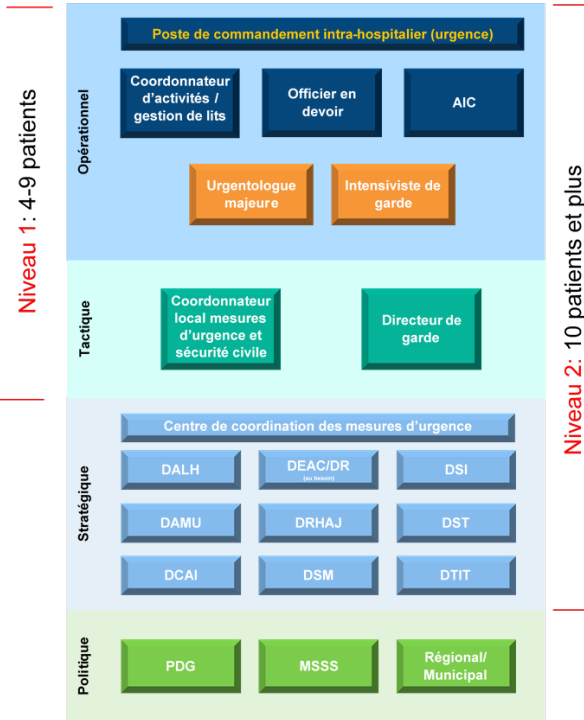 Niveau 1: 4-9 patients
Opérationnel
Poste de commandement intra-hospitalier (urgence)
Coordonnateur
d'activités /
gestion de lits
Officier en
devoir
AIC
Urgentologue
majeure
Intensiviste de
garde
Tactique
Coordonnateur
local mesures
d'urgence et
sécurité civile
Directeur de
garde
Stratégique
Centre de coordination des mesures d'urgence
DALH
DEAC/DR
(au besoin)
DSI
DAMU
DRHAJ
DST
DCAI
DSM
DTIT
Politique
PDG
MSSS
Régional/
Municipal
Niveau 2: 10 patients et plus